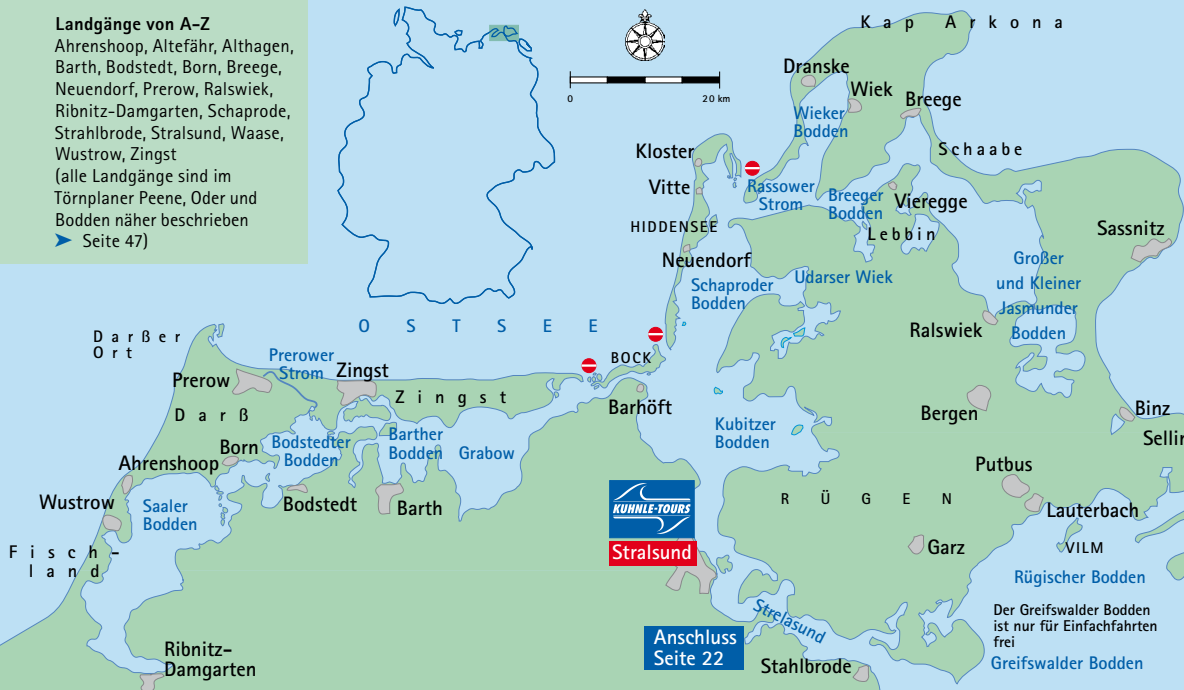 Landgänge von A–Z
Ahrenshoop, Altefähr, Althagen,
Barth, Bodstedt, Born, Breege,
Neuendorf, Prerow, Ralswiek,
Ribnitz-Damgarten, Schaprode,
Strahlbrode, Stralsund, Waase,
Wustrow, Zingst
(alle Landgänge sind im
Törnplaner Peene, Oder und
Bodden näher beschrieben
➤ Seite 47)
0 20 km
Kap Arkona
Dranske
Wiek
Breege
Wieker
Bodden
Schaabe
Kloster
Vitte
Rassower
Strom
Breeger
Bodden
Vieregge
Lebbin
HIDDENSEE
Neuendorf
Sassnitz
Schaproder
Bodden
Udarser Wiek
Großer
und Kleiner
Jasmunder
Bodden
Ralswiek
OSTSEE
Darßer
Ort
Prerower
Strom
Zingst
BOCK
Prerow
Zingst
Barhöft
Darß
Bergen
Binz
Sellin
Kubitzer
Bodden
Born
Bodstedter
Bodden
Barther
Bodden
Grabow
Ahrenshoop
Putbus
Wustrow
Saaler
Bodden
Bodstedt
Barth
KUHNLE-TOURS
Stralsund
RÜGEN
Lauterbach
Fisch-
land
Garz
VILM
Rügischer Bodden
Strelasund
Der Greifswalder Bodden
ist nur für Einfachfahrten
frei
Greifswalder Bodden
Anschluss
Seite 22
Stahlbrode
Ribnitz-
Damgarten